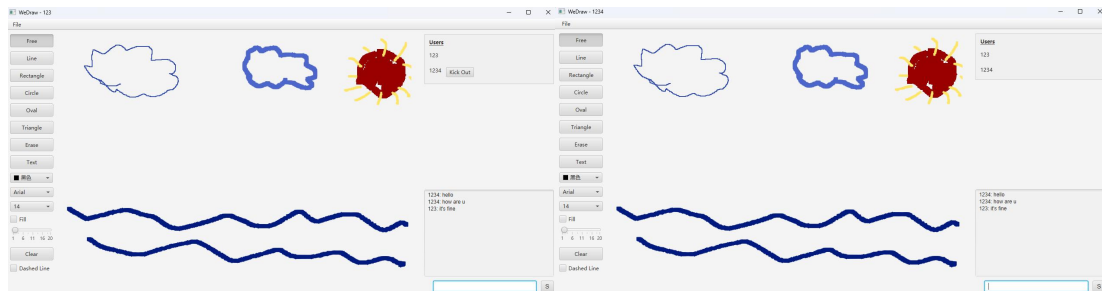 WeDraw - 123
File
Free
Line
Rectangle
Circle
Oval
Triangle
Erase
Text
黑色
Arial
14
Fill
1 6 11 16 20
Clear
Dashed Line
Users
123
1234 Kick Out
1234: hello
1234: how are u
123: it's fine
S
WeDraw - 1234
File
Free
Line
Rectangle
Circle
Oval
Triangle
Erase
Text
黑色
Arial
14
Fill
1 6 11 16 20
Clear
Dashed Line
Users
123
1234
1234: hello
1234: how are u
123: it's fine
S